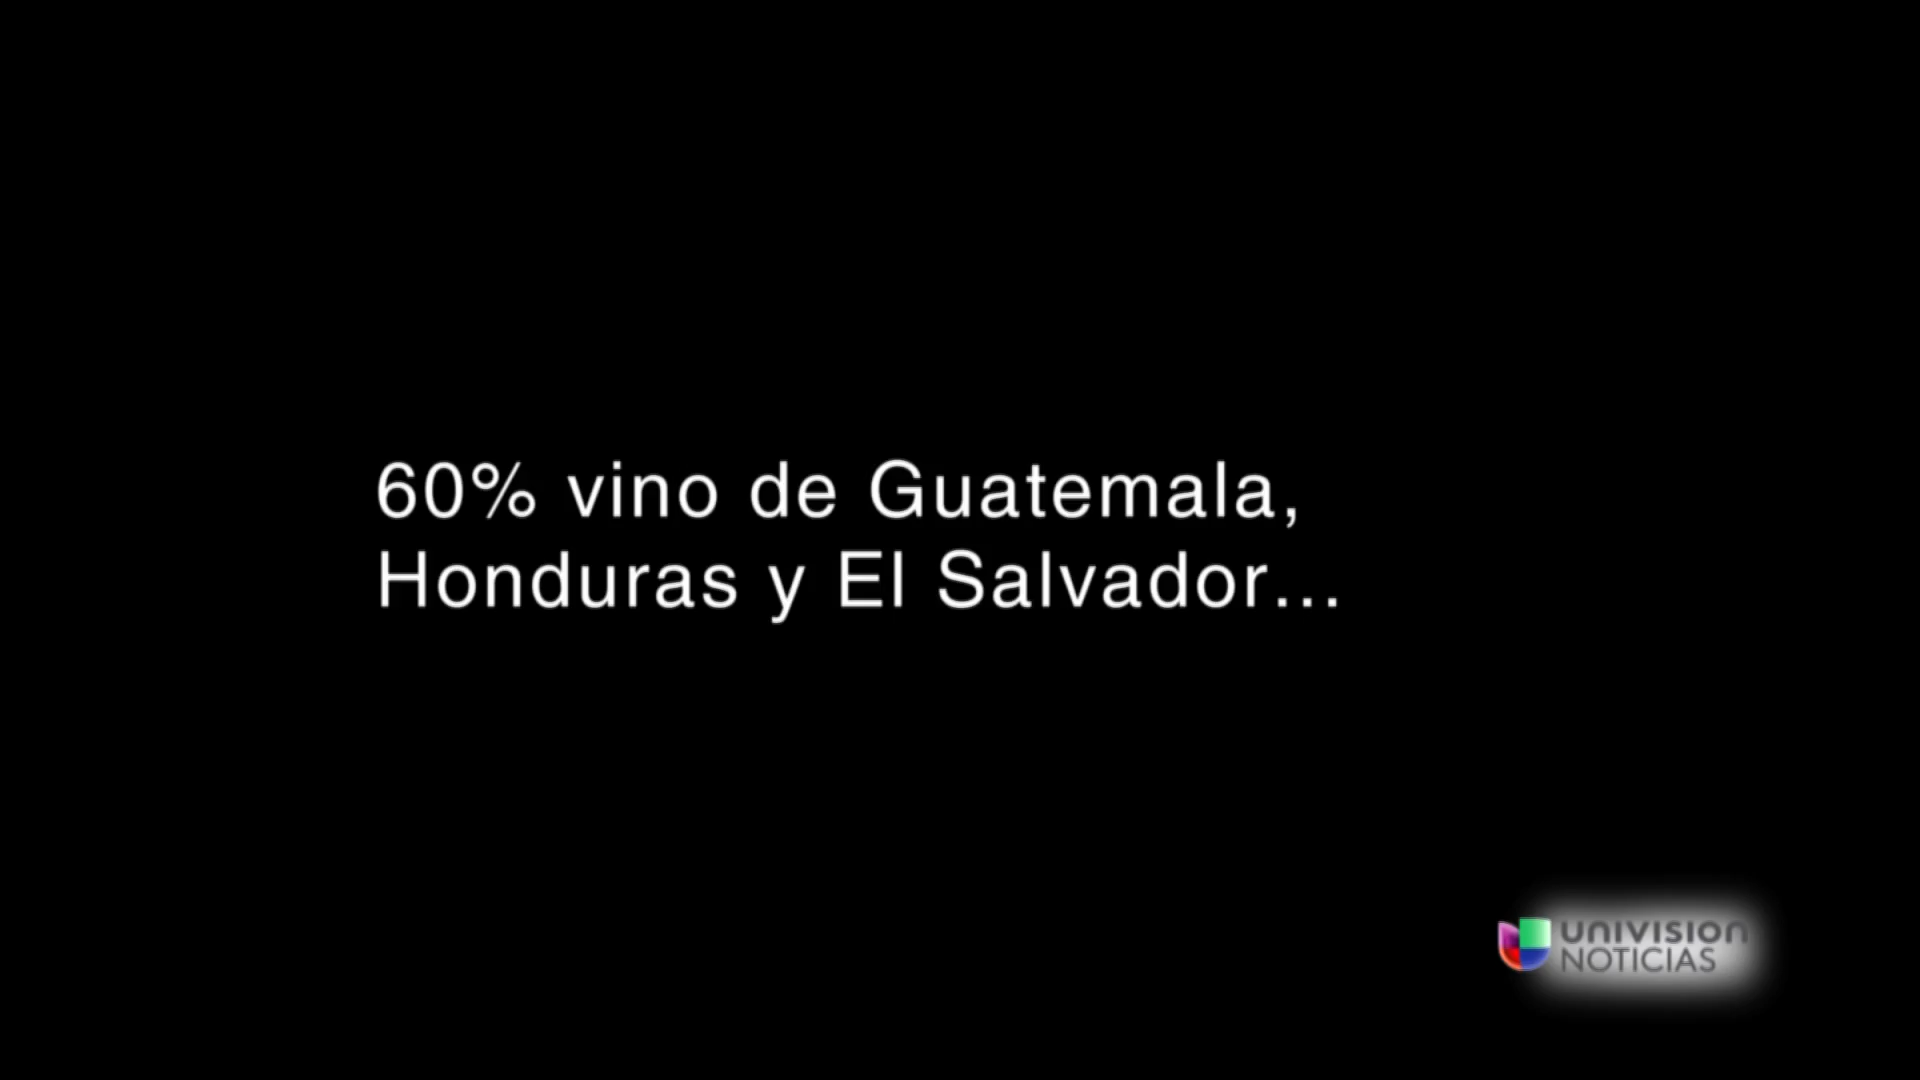 60% vino de Guatemala,
Honduras y El Salvador...
UNIVISION
NOTICIAS